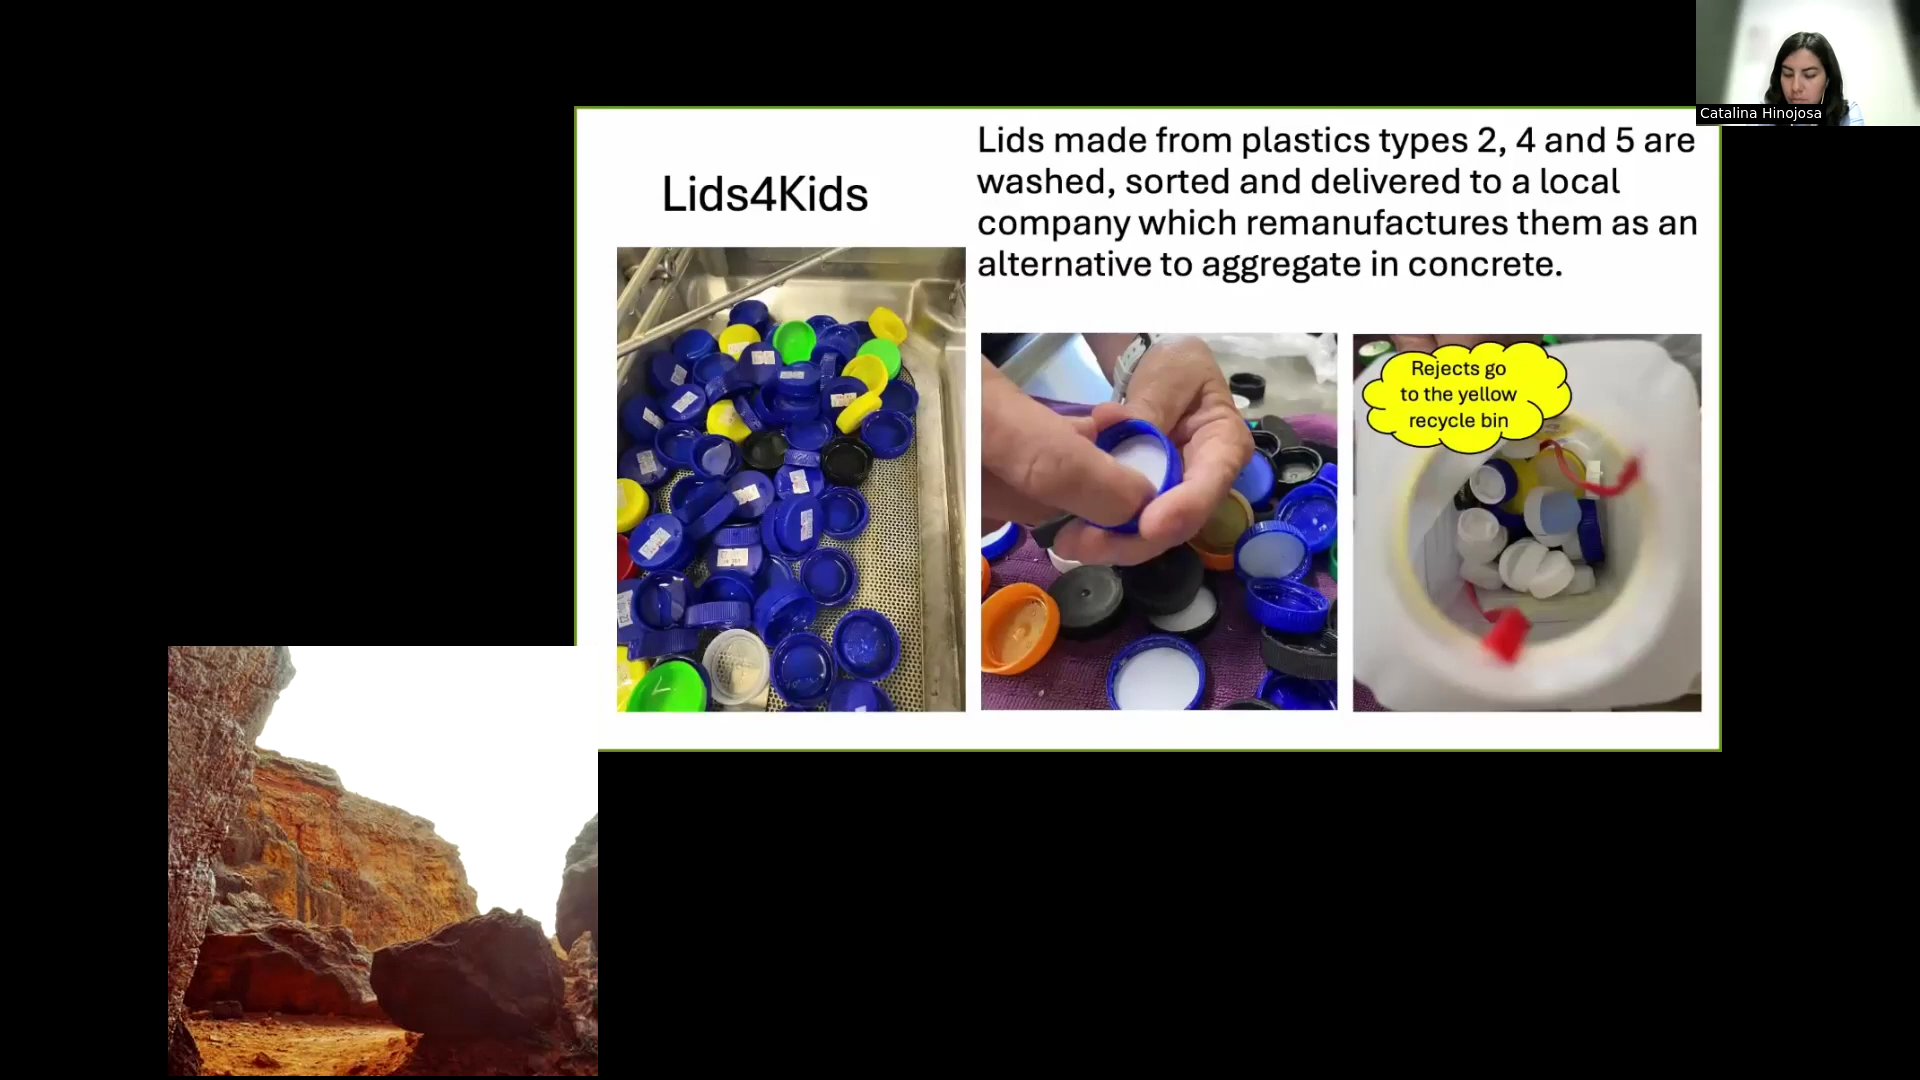 Catalina Hinojosa
Lids4Kids
Lids made from plastics types 2, 4 and 5 are
washed, sorted and delivered to a local
company which remanufactures them as an
alternative to aggregate in concrete.
Rejects go
to the yellow
recycle bin